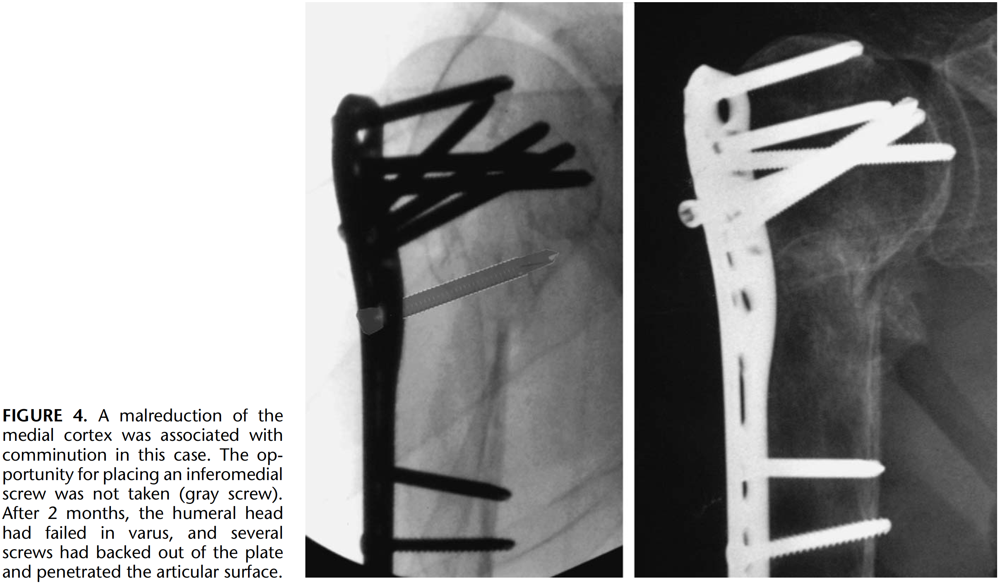 FIGURE 4. A malreduction of the
medial cortex was associated with
comminution in this case. The op-
portunity for placing an inferomedial
screw was not taken (gray screw).
After 2 months, the humeral head
had failed in varus, and several
screws had backed out of the plate
and penetrated the articular surface.